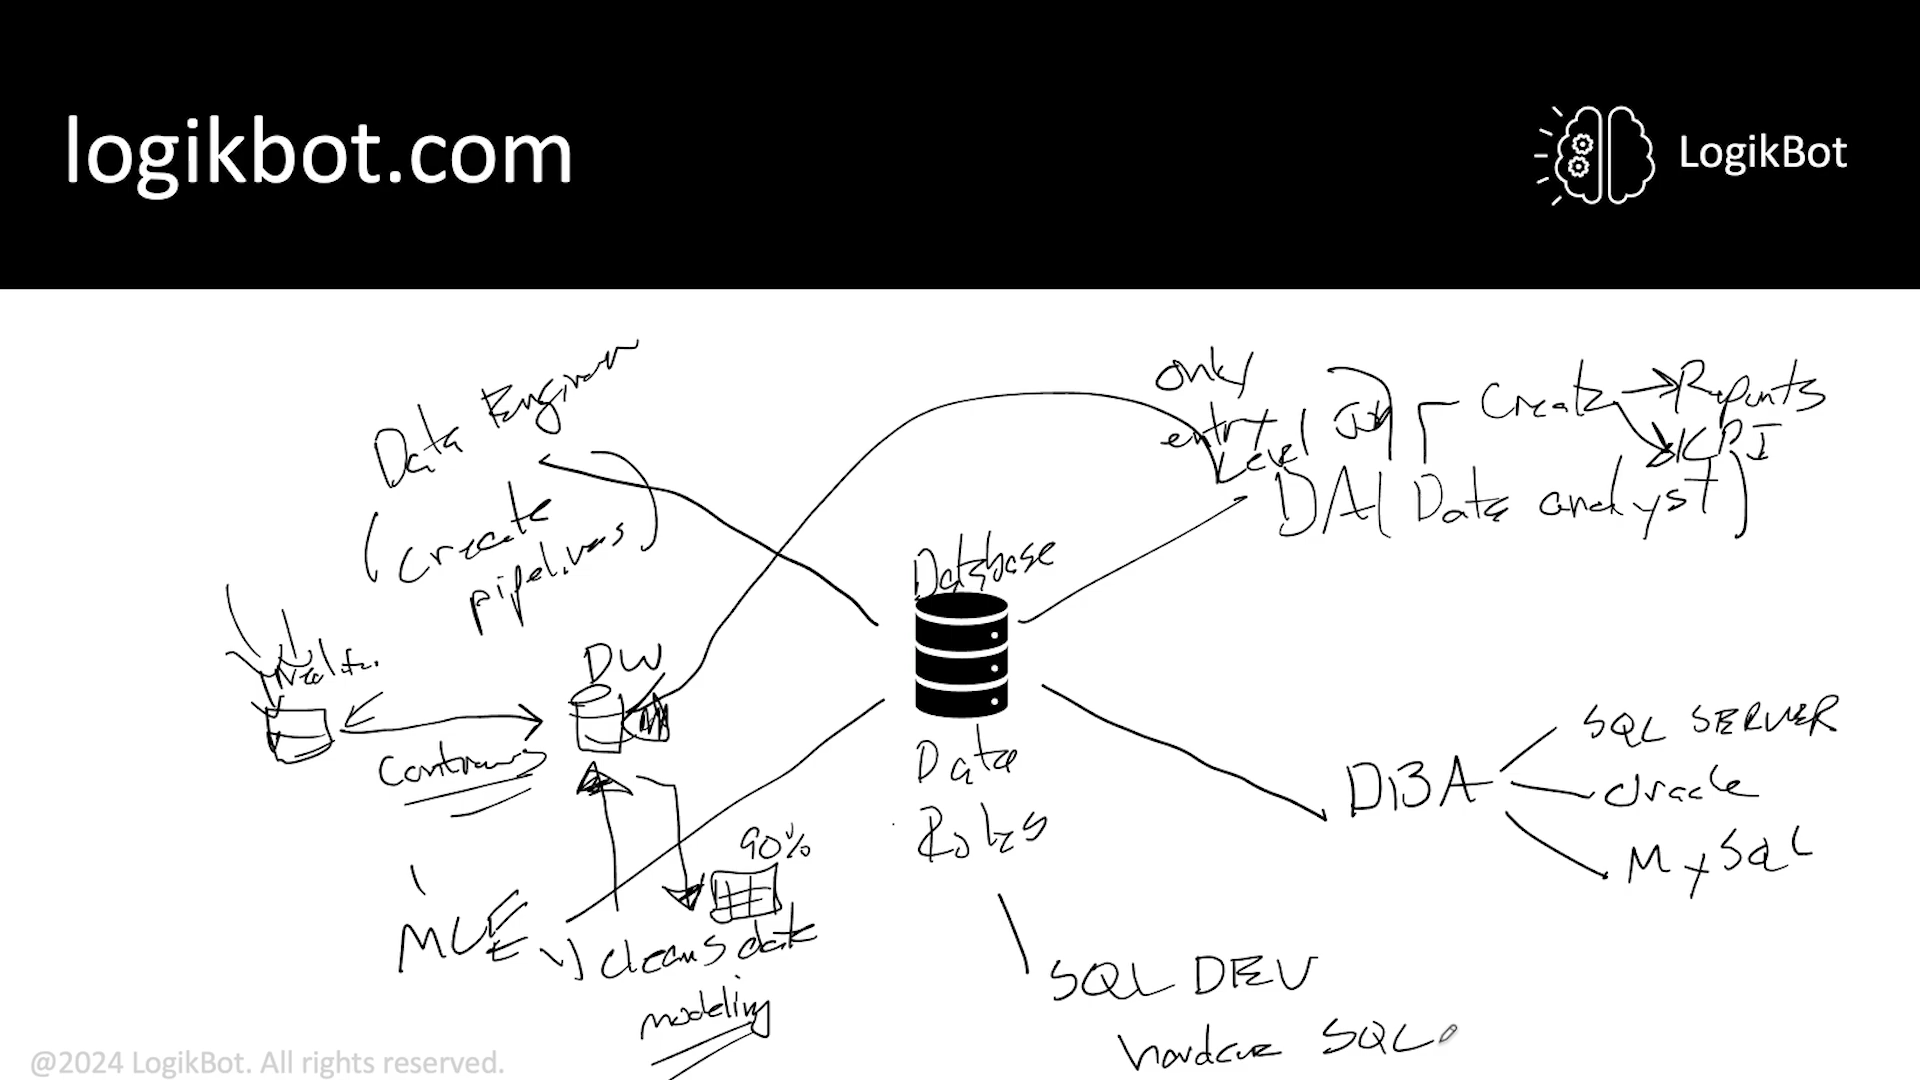 logikbot.com
LogikBot
Data Engineer
(create
pipelines)
only
entry
Level Job
Create
Reports
KPI
DA (Data analyst)
Database
Data
Roles
DW
90%
MLE
cleans data
modeling
DBA
SQL SERVER
Oracle
MySQL
SQL DEV
hardcore SQL
@2024 LogikBot. All rights reserved.